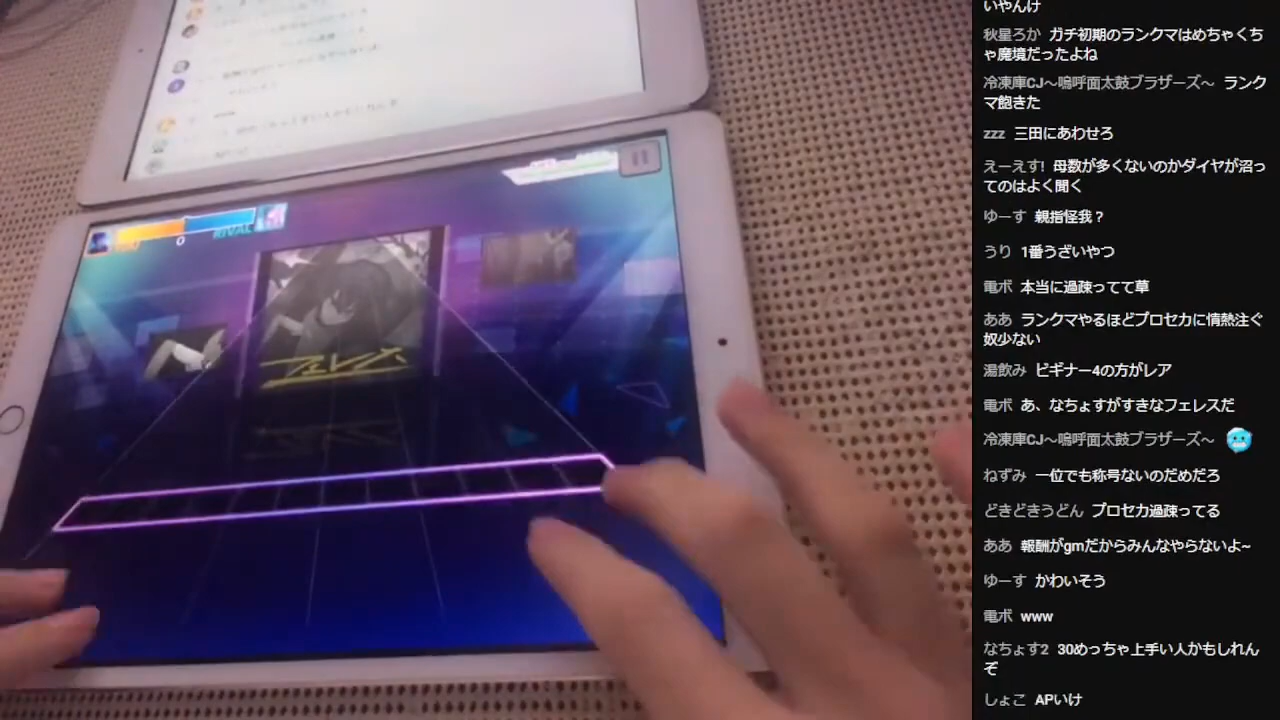 RIVAL
0
フェレス
いやんけ
秋星ろか ガチ初期のランクマはめちゃくち
ゃ魔境だったよね
冷凍庫CJ～嗚呼面太鼓ブラザーズ～ ランク
マ飽きた
zzz 三田にあわせろ
えーえす! 母数が多くないのかダイヤが沼っ
てのはよく聞く
ゆーす 親指怪我？
うり 1番うざいやつ
電ボ 本当に過疎ってて草
ああ ランクマやるほどプロセカに情熱注ぐ
奴少ない
湯飲み ビギナー4の方がレア
電ボ あ、なちょすがすきなフェレスだ
冷凍庫CJ～嗚呼面太鼓ブラザーズ～
ねずみ 一位でも称号ないのだめだろ
どきどきうどん プロセカ過疎ってる
ああ 報酬がgmだからみんなやらないよ~
ゆーす かわいそう
電ボ www
なちょす2 30めっちゃ上手い人かもしれん
ぞ
しょこ APいけ